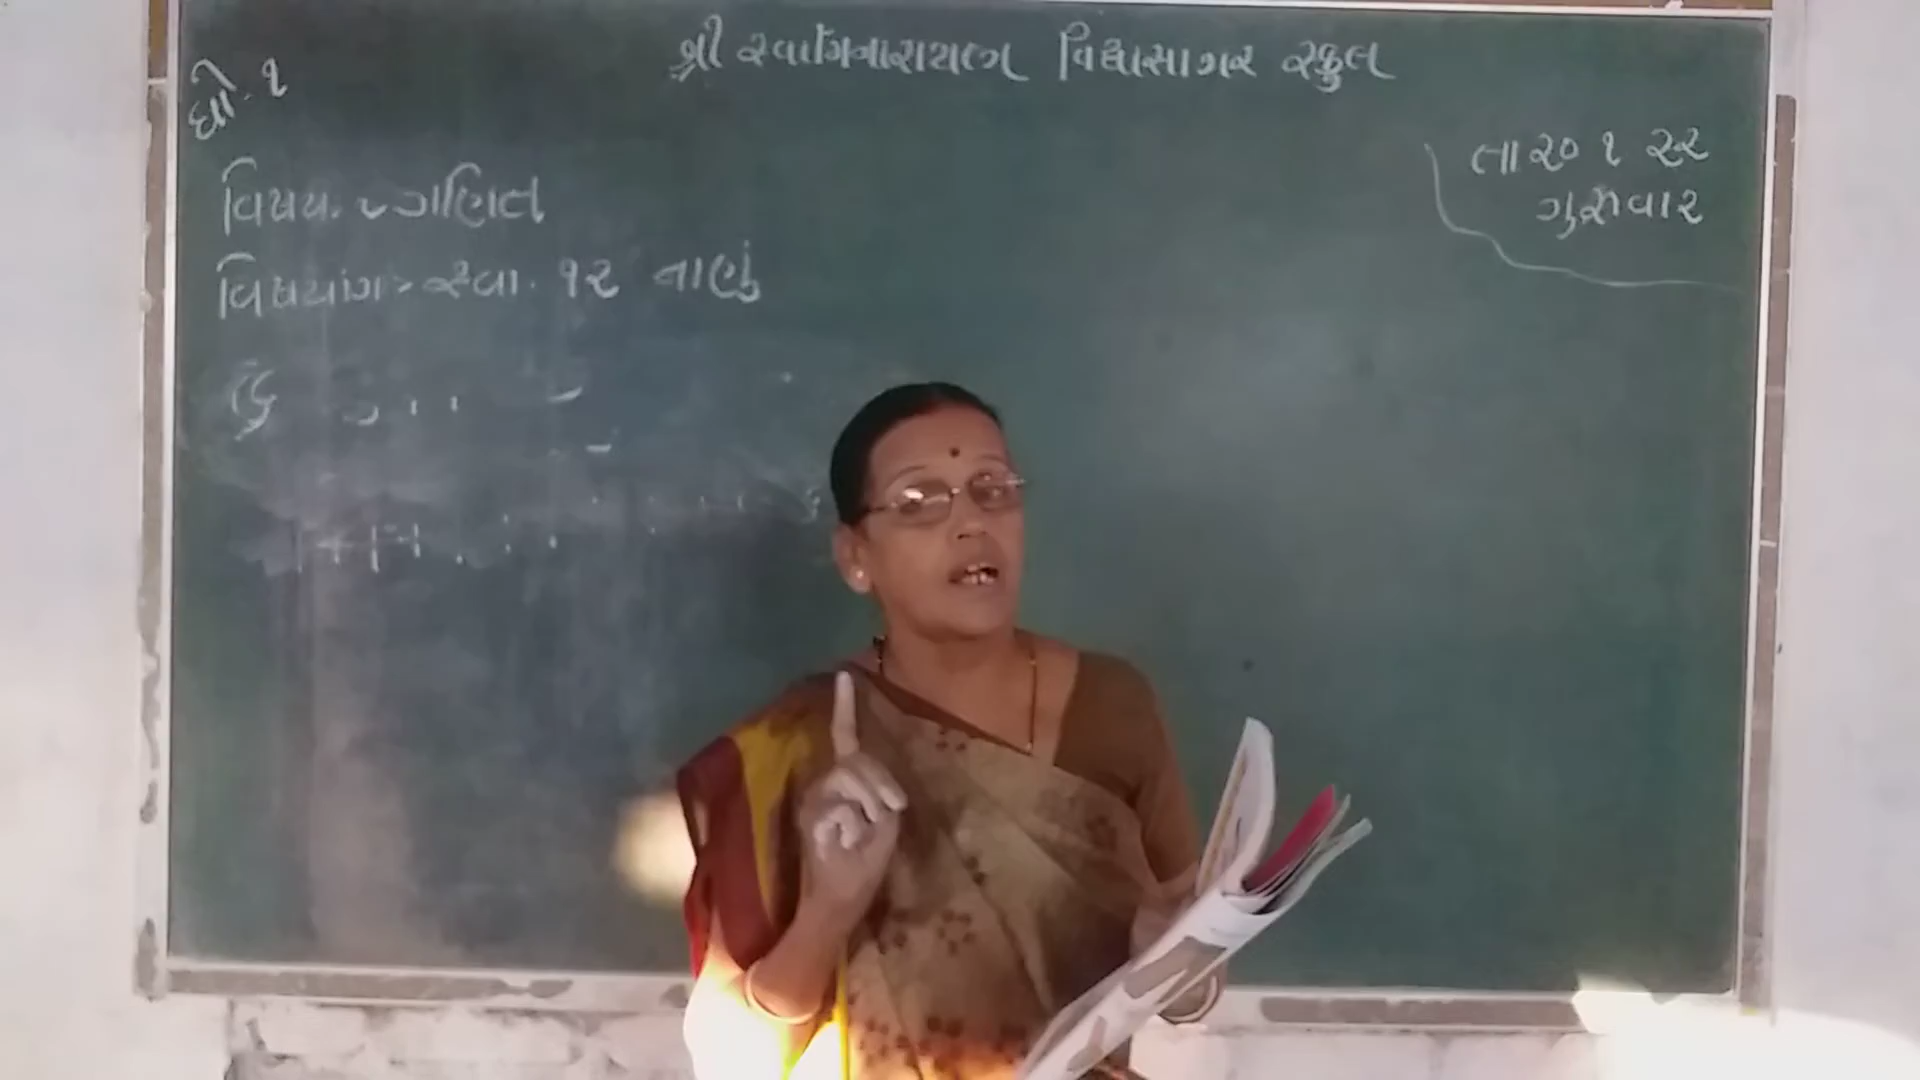 શ્રી સ્વામિનારાયણ વિદ્યાસાગર સ્કુલ
ધો. ૧
તા ૨૦ ૧ ૨૨
ગુરુવાર
વિષય :- ગણિત
વિષયાંગ :- સ્વા. ૧૨ નાણું